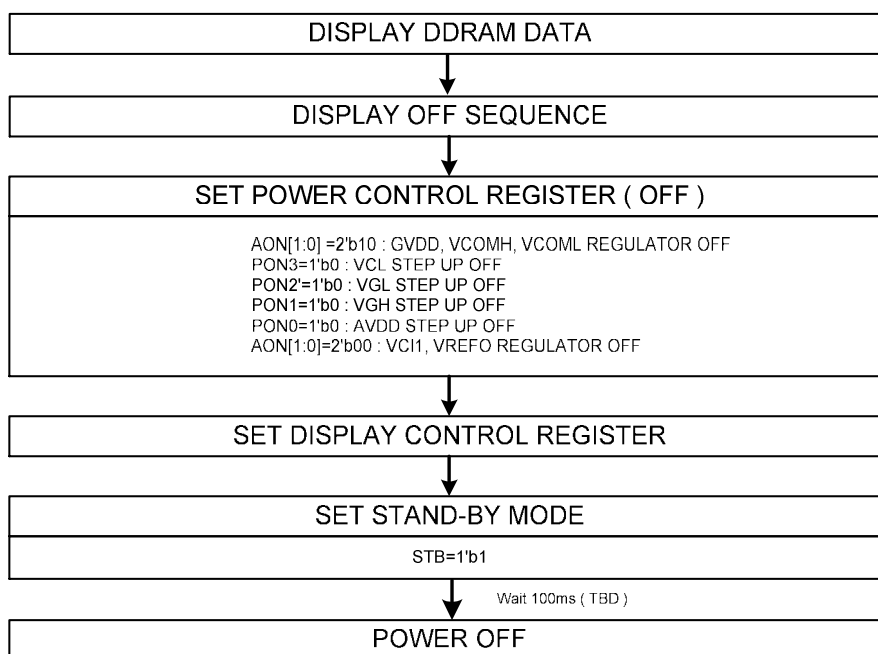 DISPLAY DDRAM DATA
DISPLAY OFF SEQUENCE
SET POWER CONTROL REGISTER ( OFF )
AON[1:0] =2'b10 : GVDD, VCOMH, VCOML REGULATOR OFF
PON3=1'b0 : VCL STEP UP OFF
PON2'=1'b0 : VGL STEP UP OFF
PON1=1'b0 : VGH STEP UP OFF
PON0=1'b0 : AVDD STEP UP OFF
AON[1:0]=2'b00 : VCI1, VREFO REGULATOR OFF
SET DISPLAY CONTROL REGISTER
SET STAND-BY MODE
STB=1'b1
Wait 100ms ( TBD )
POWER OFF